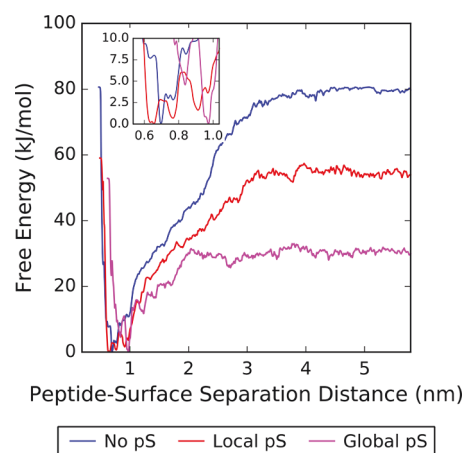 100
80
60
40
20
0
Free Energy (kJ/mol)
10.0
7.5
5.0
2.5
0.0
0.6 0.8 1.0
1 2 3 4 5
Peptide-Surface Separation Distance (nm)
No pS Local pS Global pS